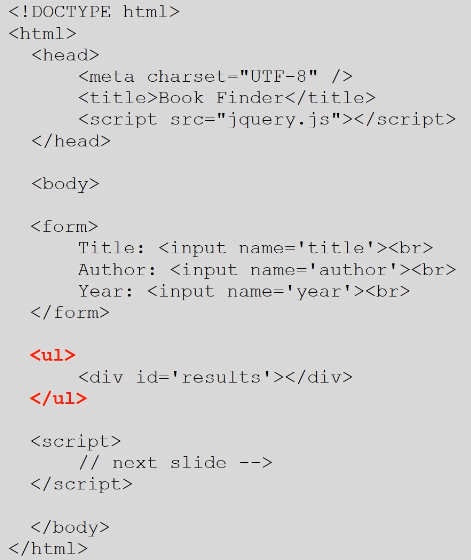 <!DOCTYPE html>
<html>
<head>
<meta charset="UTF-8" />
<title>Book Finder</title>
<script src="jquery.js"></script>
</head>
<body>
<form>
Title: <input name='title'><br>
Author: <input name='author'><br>
Year: <input name='year'><br>
</form>
<ul>
<div id='results'></div>
</ul>
<script>
// next slide -->
</script>
</body>
</html>